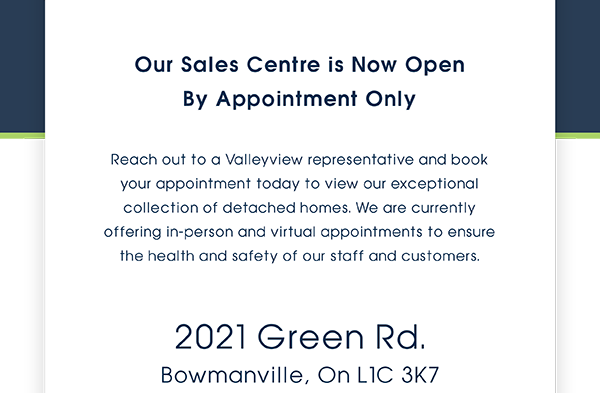 Our Sales Centre is Now Open
By Appointment Only
Reach out to a Valleyview representative and book
your appointment today to view our exceptional
collection of detached homes. We are currently
offering in-person and virtual appointments to ensure
the health and safety of our staff and customers.
2021 Green Rd.
Bowmanville, On L1C 3K7